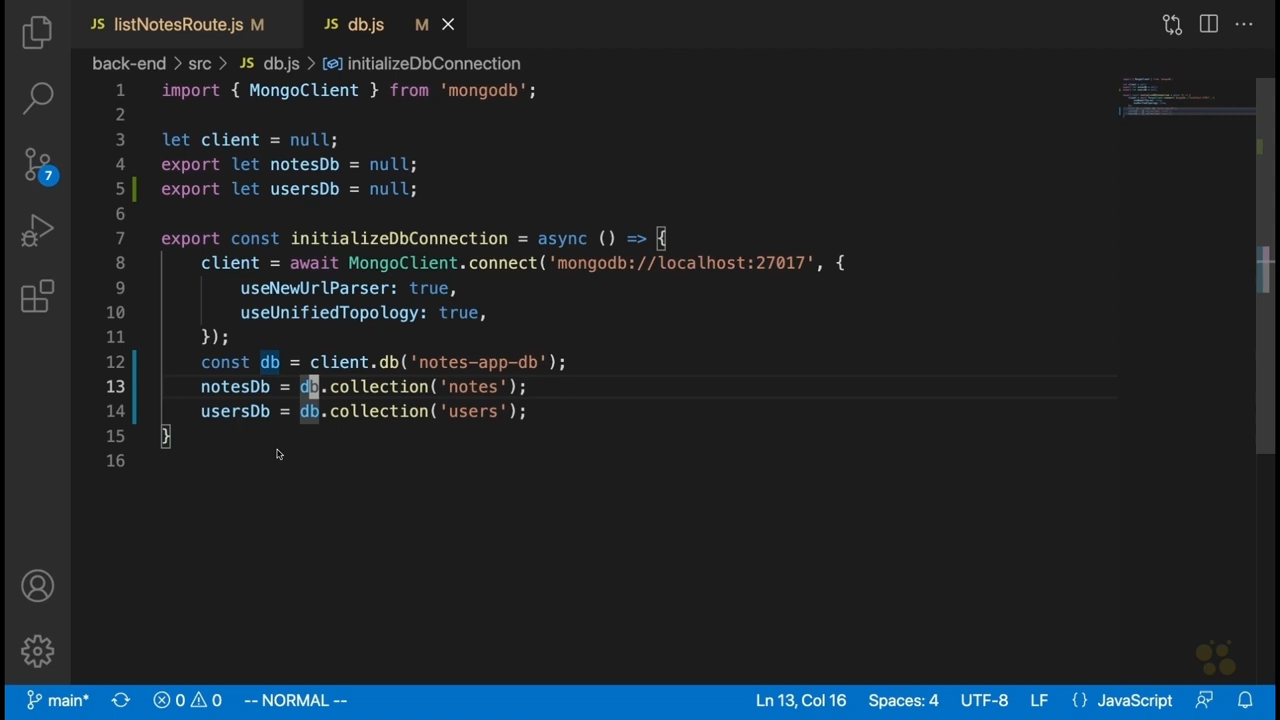 JS listNotesRoute.js M JS db.js M
back-end > src > JS db.js > initializeDbConnection
1 import { MongoClient } from 'mongodb';
2
3 let client = null;
4 export let notesDb = null;
5 export let usersDb = null;
6
7 export const initializeDbConnection = async () => {
8 client = await MongoClient.connect('mongodb://localhost:27017', {
9 useNewUrlParser: true,
10 useUnifiedTopology: true,
11 });
12 const db = client.db('notes-app-db');
13 notesDb = db.collection('notes');
14 usersDb = db.collection('users');
15 }
16
7
main* 0 0 -- NORMAL -- Ln 13, Col 16 Spaces: 4 UTF-8 LF {} JavaScript